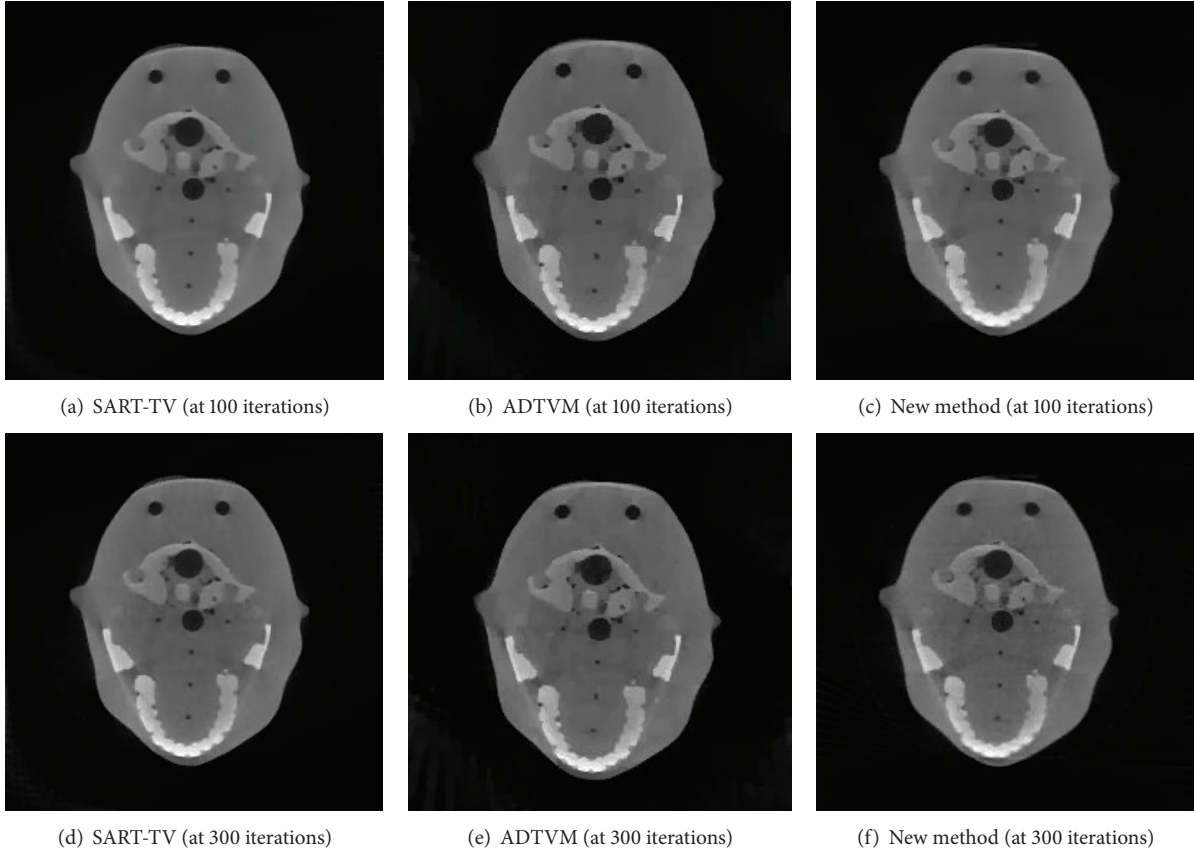 (a) SART-TV (at 100 iterations)
(b) ADTVM (at 100 iterations)
(c) New method (at 100 iterations)
(d) SART-TV (at 300 iterations)
(e) ADTVM (at 300 iterations)
(f) New method (at 300 iterations)